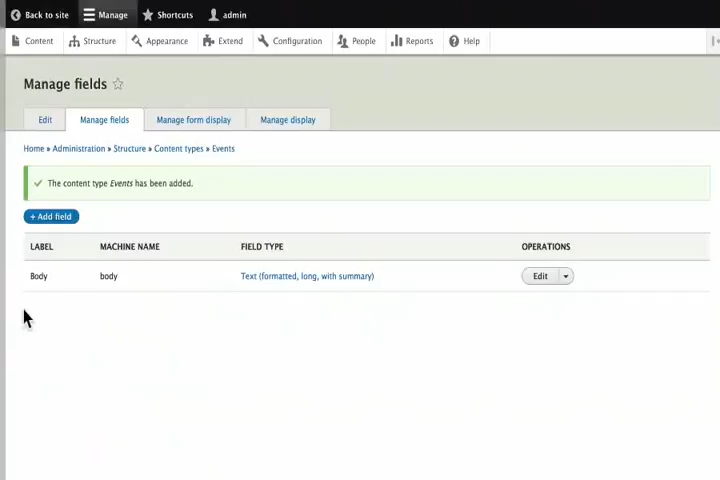 Back to site Manage Shortcuts admin
Content Structure Appearance Extend Configuration People Reports Help
Manage fields
Edit Manage fields Manage form display Manage display
Home » Administration » Structure » Content types » Events
The content type Events has been added.
+ Add field
LABEL MACHINE NAME FIELD TYPE OPERATIONS
Body body Text (formatted, long, with summary) Edit